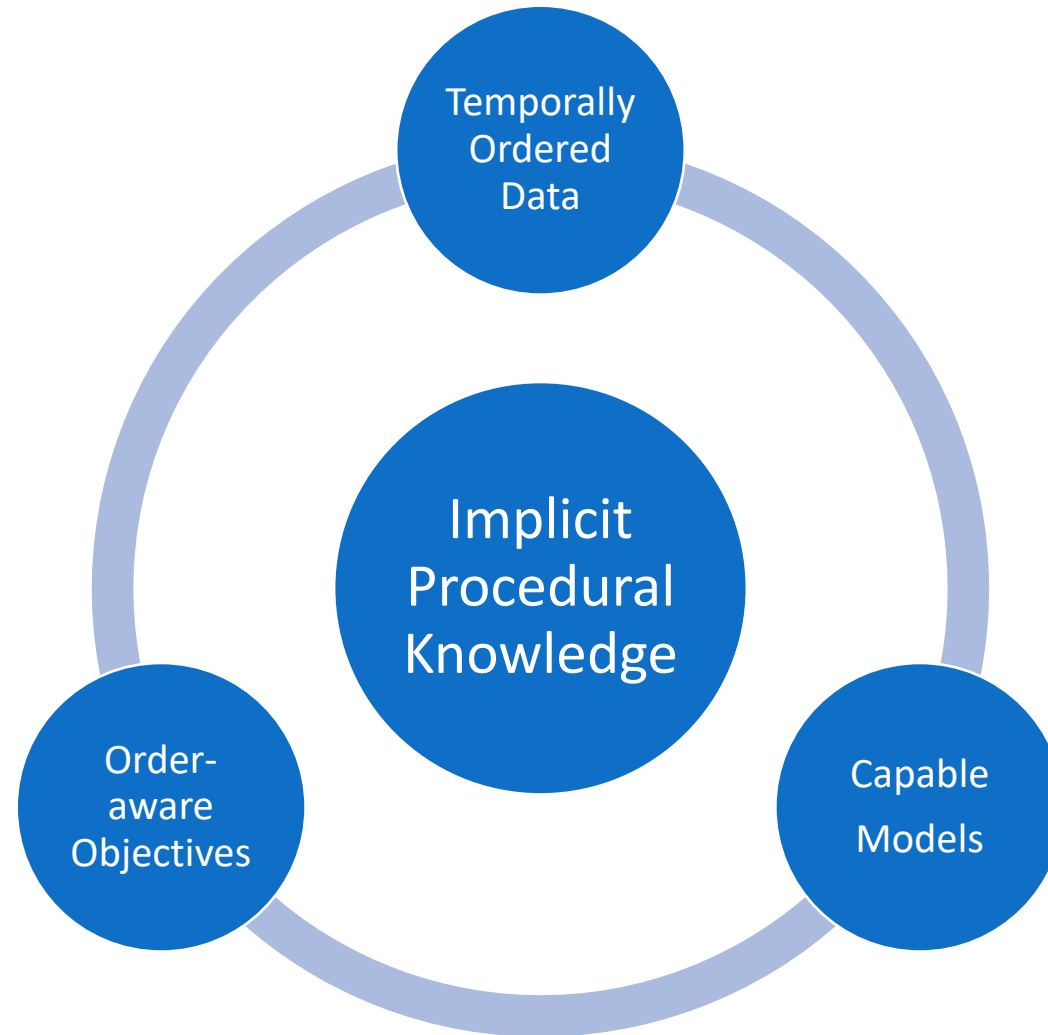 Temporally
Ordered
Data
Implicit
Procedural
Knowledge
Order-
aware
Objectives
Capable
Models